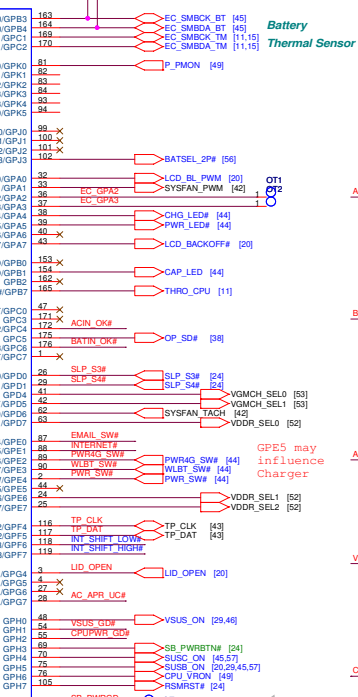 /GPB3 163 EC_SMBCK_BT [45] Battery
/GPB4 164 EC_SMBDA_BT [45]
/GPC1 169 EC_SMBCK_TM [11,15] Thermal Sensor
/GPC2 170 EC_SMBDA_TM [11,15]
/GPK0 81 P_PMON [49]
/GPK1 82
/GPK2 83
/GPK3 84
/GPK4 93
/GPK5 94
/GPJ0 99
/GPJ1 100
/GPJ2 101
/GPJ3 102 BATSEL_2P# [56]
/GPA0 32 LCD_BL_PWM [20] OT1
/GPA1 33 SYSFAN_PWM [42] OT2
/GPA2 36 EC_GPA2 1
/GPA3 37 EC_GPA3 1
/GPA4 38 CHG_LED# [44]
/GPA5 39 PWR_LED# [44]
/GPA6 40
/GPA7 43 LCD_BACKOFF# [20]
/GPB0 153
/GPB1 154 CAP_LED [44]
GPB2 162
#/GPB7 165 THRO_CPU [11]
/GPC0 47
GPC3 171
/GPC4 172 ACIN_OK#
GPC5 175 OP_SD# [38]
/GPC6 176 BATIN_OK#
/GPC7 1
/GPD0 26 SLP_S3# SLP_S3# [24]
/GPD1 29 SLP_S4# SLP_S4# [24]
GPD4 41 VGMCH_SEL0 [53]
GPD5 42 VGMCH_SEL1 [53]
/GPD6 62 SYSFAN_TACH [42]
/GPD7 63 VDDR_SEL0 [52]
/GPE0 87 EMAIL_SW#
/GPE1 88 INTERNET#
/GPE2 89 PWR4G_SW# PWR4G_SW# [44]
/GPE3 90 WLBT_SW# WLBT_SW# [44]
/GPE4 2 PWR_SW# PWR_SW# [44]
/GPE5 44
/GPE6 24 VDDR_SEL1 [52]
/GPE7 25 VDDR_SEL2 [52]
GPE5 may
influence
Charger
/GPF4 116 TP_CLK TP_CLK [43]
/GPF5 117 TP_DAT TP_DAT [43]
/GPF6 118 INT_SHIFT_LOW#
/GPF7 119 INT_SHIFT_HIGH#
/GPG4 3 LID_OPEN LID_OPEN [20]
/GPG5 4
/GPG6 27
/GPG7 28 AC_APR_UC#
GPH0 48 VSUS_ON [29,46]
GPH1 54 VSUS_GD#
GPH2 55 CPUPWR_GD#
GPH3 69 SB_PWRBTN# [24]
GPH4 70 SUSC_ON [45,57]
GPH5 75 SUSB_ON [20,29,45,57]
GPH6 76 CPU_VRON [49]
GPH7 105 RSMRST# [24]